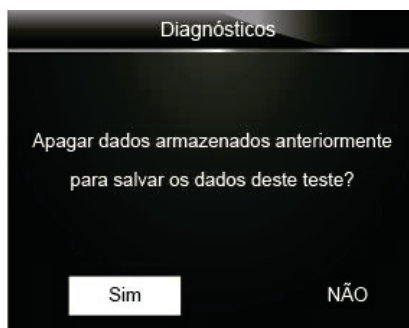 Diagnósticos
Apagar dados armazenados anteriormente
para salvar os dados deste teste?
Sim
NÃO